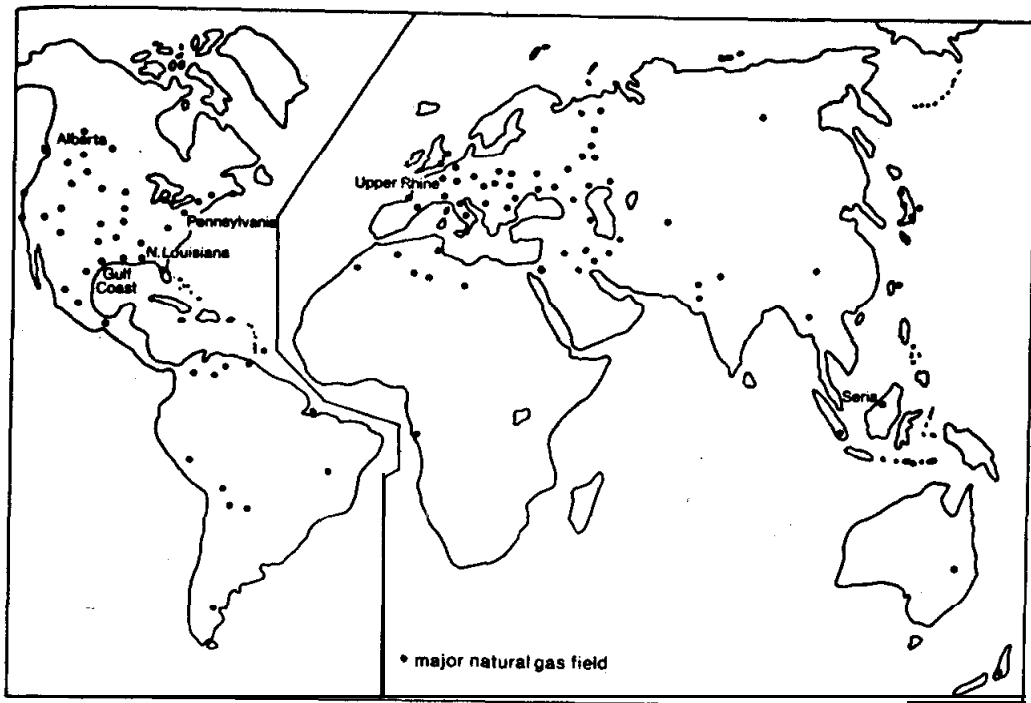 Alberta
Upper Rhine
Pennsylvania
N. Louisiana
Gulf
Coast
Seria
• major natural gas field